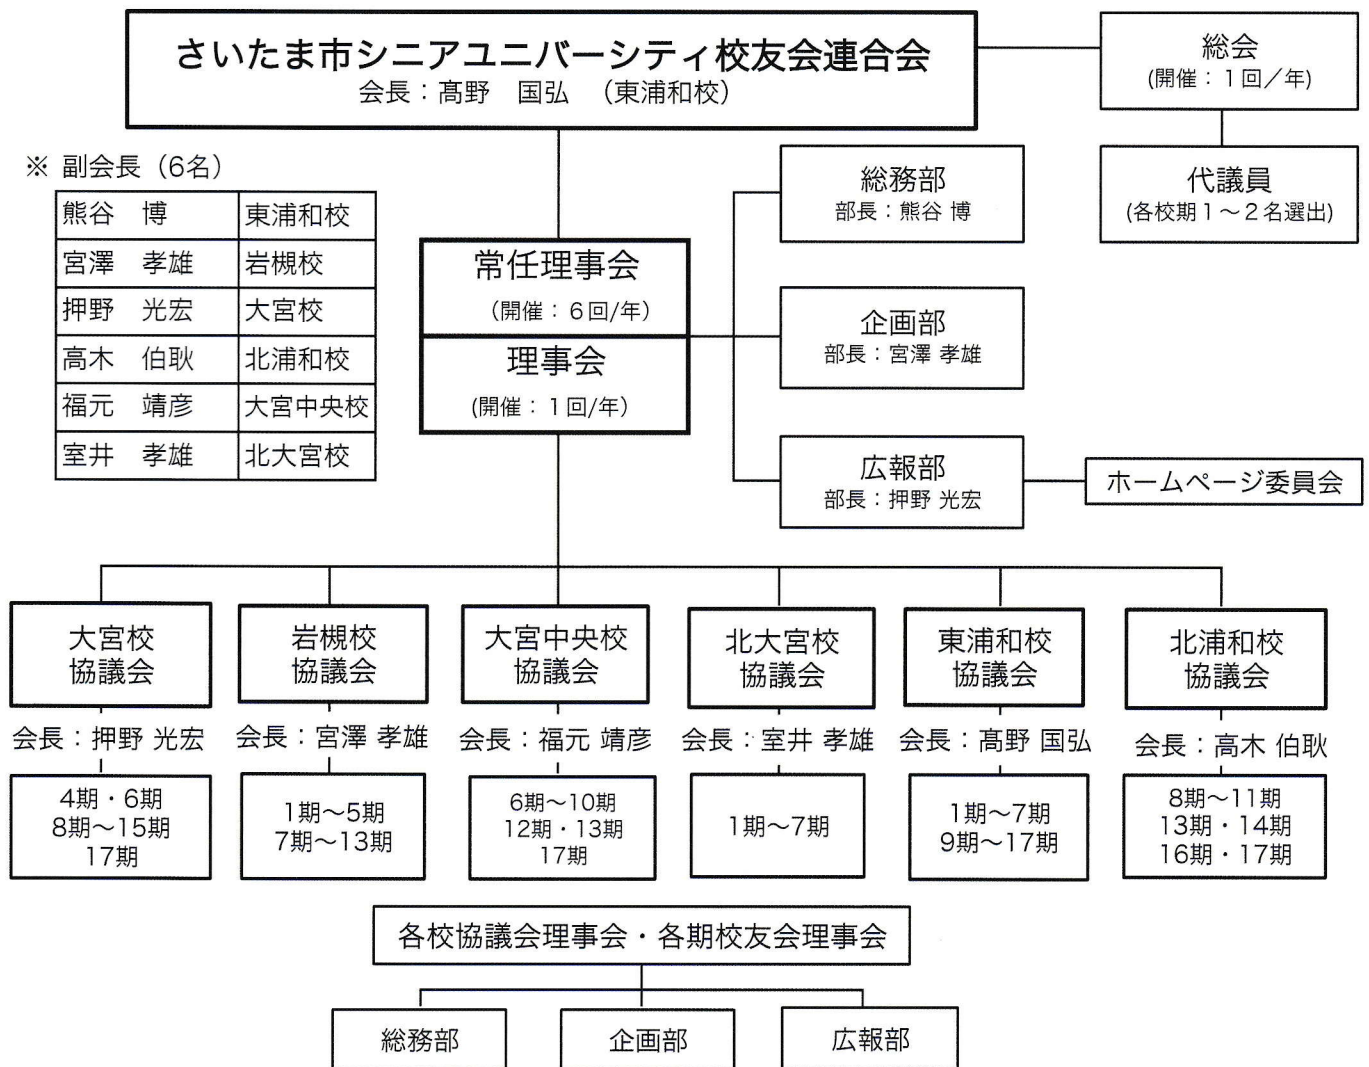 さいたま市シニアユニバーシティ校友会連合会
会長：髙野　国弘　（東浦和校）
総会
(開催：１回／年)
代議員
(各校期１～２名選出)
※ 副会長（6名）
熊谷　博　東浦和校
宮澤　孝雄　岩槻校
押野　光宏　大宮校
高木　伯耿　北浦和校
福元　靖彦　大宮中央校
室井　孝雄　北大宮校
常任理事会
（開催：６回/年）
理事会
(開催：１回/年）
総務部
部長：熊谷 博
企画部
部長：宮澤 孝雄
広報部
部長：押野 光宏
ホームページ委員会
大宮校
協議会
会長：押野 光宏
4期・6期
8期～15期
17期
岩槻校
協議会
会長：宮澤 孝雄
1期～5期
7期～13期
大宮中央校
協議会
会長：福元 靖彦
6期～10期
12期・13期
17期
北大宮校
協議会
会長：室井 孝雄
1期～7期
東浦和校
協議会
会長：髙野 国弘
1期～7期
9期～17期
北浦和校
協議会
会長：高木 伯耿
8期～11期
13期・14期
16期・17期
各校協議会理事会・各期校友会理事会
総務部
企画部
広報部